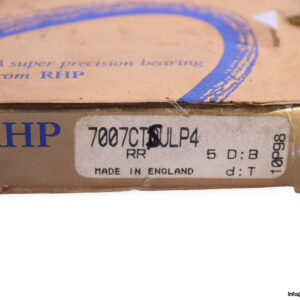 A super precision bearing
from RHP
RHP
7007CTSULP4
RR 5 D:B
MADE IN ENGLAND d:T
10P98